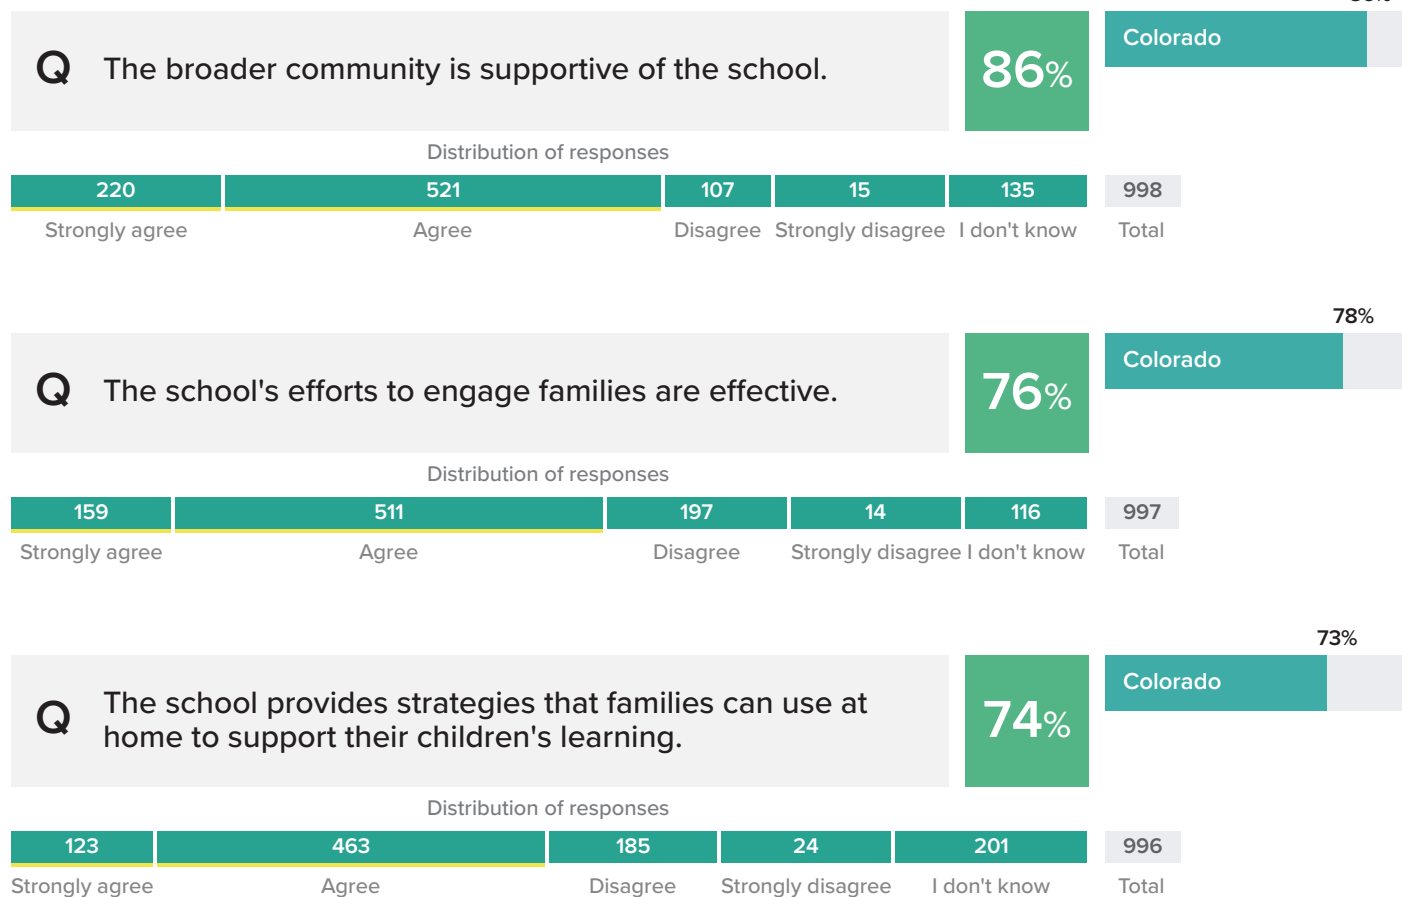 Q The broader community is supportive of the school. 86% Colorado
Distribution of responses
220 521 107 15 135 998
Strongly agree Agree Disagree Strongly disagree I don't know Total
78%
Q The school's efforts to engage families are effective. 76% Colorado
Distribution of responses
159 511 197 14 116 997
Strongly agree Agree Disagree Strongly disagree I don't know Total
73%
Q The school provides strategies that families can use at
home to support their children's learning. 74% Colorado
Distribution of responses
123 463 185 24 201 996
Strongly agree Agree Disagree Strongly disagree I don't know Total